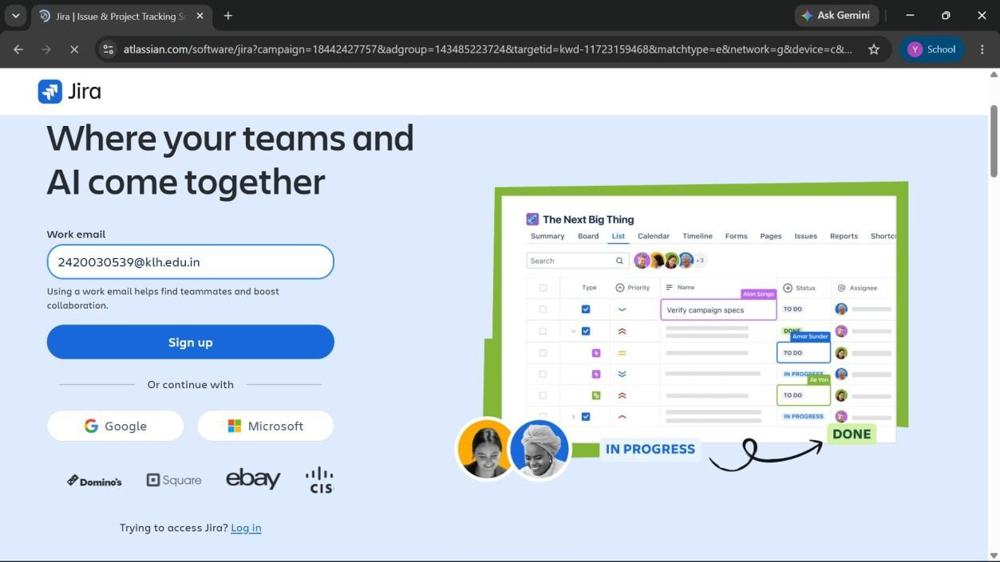 Jira | Issue & Project Tracking So
Ask Gemini
atlassian.com/software/jira?campaign=18442427757&adgroup=143485223724&targetid=kwd-11723159468&matchtype=e&network=g&device=c&...
Y School
Jira
Where your teams and
AI come together
Work email
2420030539@klh.edu.in
Using a work email helps find teammates and boost
collaboration.
Sign up
Or continue with
Google
Microsoft
Domino's
Square
ebay
CIS
Trying to access Jira? Log in
The Next Big Thing
Summary Board List Calendar Timeline Forms Pages Issues Reports Shortcu
Search
+3
Type Priority Name Status Assignee
Alan Songo
Verify campaign specs
TO DO
DONE
Amar Sunder
TO DO
IN PROGRESS
Jie Yan
TO DO
IN PROGRESS
IN PROGRESS
DONE